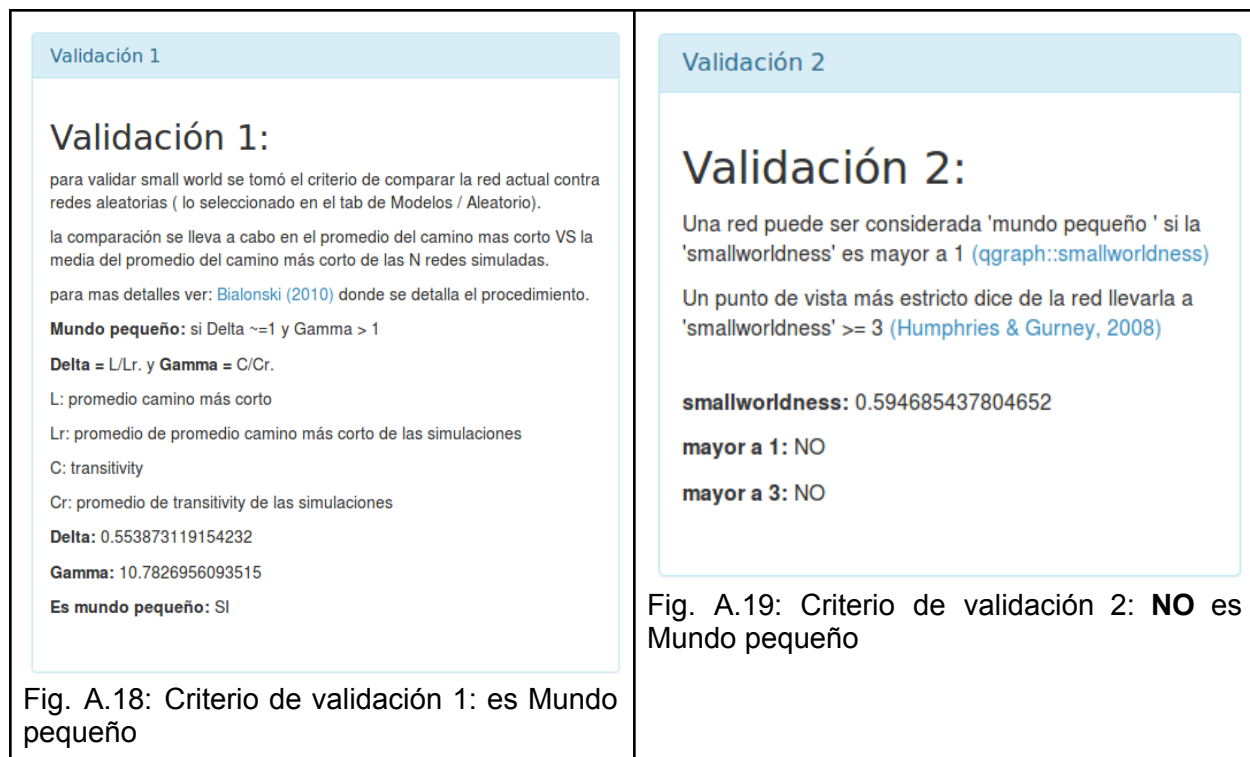 Validación 1
Validación 1:
para validar small world se tomó el criterio de comparar la red actual contra
redes aleatorias ( lo seleccionado en el tab de Modelos / Aleatorio).
la comparación se lleva a cabo en el promedio del camino mas corto VS la
media del promedio del camino más corto de las N redes simuladas.
para mas detalles ver: Bialonski (2010) donde se detalla el procedimiento.
Mundo pequeño: si Delta ~=1 y Gamma > 1
Delta = L/Lr. y Gamma = C/Cr.
L: promedio camino más corto
Lr: promedio de promedio camino más corto de las simulaciones
C: transitivity
Cr: promedio de transitivity de las simulaciones
Delta: 0.553873119154232
Gamma: 10.7826956093515
Es mundo pequeño: SI
Fig. A.18: Criterio de validación 1: es Mundo
pequeño
Validación 2
Validación 2:
Una red puede ser considerada 'mundo pequeño ' si la
'smallworldness' es mayor a 1 (qgraph::smallworldness)
Un punto de vista más estricto dice de la red llevarla a
'smallworldness' >= 3 (Humphries & Gurney, 2008)
smallworldness: 0.594685437804652
mayor a 1: NO
mayor a 3: NO
Fig. A.19: Criterio de validación 2: NO es
Mundo pequeño